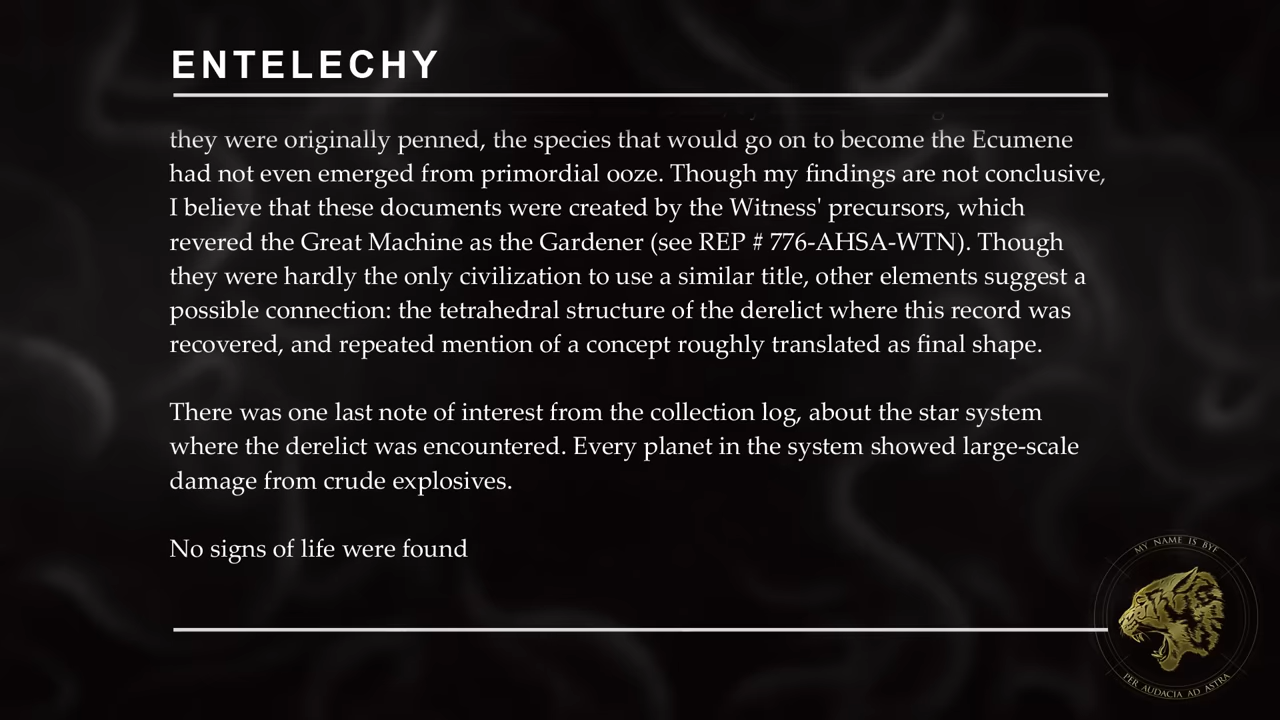 ENTELECHY
they were originally penned, the species that would go on to become the Ecumene
had not even emerged from primordial ooze. Though my findings are not conclusive,
I believe that these documents were created by the Witness' precursors, which
revered the Great Machine as the Gardener (see REP # 776-AHSA-WTN). Though
they were hardly the only civilization to use a similar title, other elements suggest a
possible connection: the tetrahedral structure of the derelict where this record was
recovered, and repeated mention of a concept roughly translated as final shape.
There was one last note of interest from the collection log, about the star system
where the derelict was encountered. Every planet in the system showed large-scale
damage from crude explosives.
No signs of life were found
MY NAME IS BYF
PER AUDACIA AD ASTRA